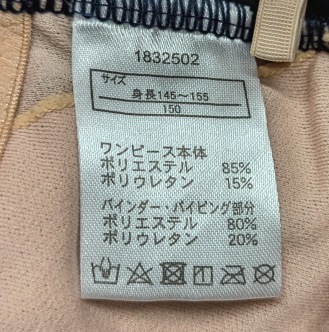 1832502
サイズ
身長145～155
150
ワンピース本体
ポリエステル 85%
ポリウレタン 15%
バインダー・パイピング部分
ポリエステル 80%
ポリウレタン 20%